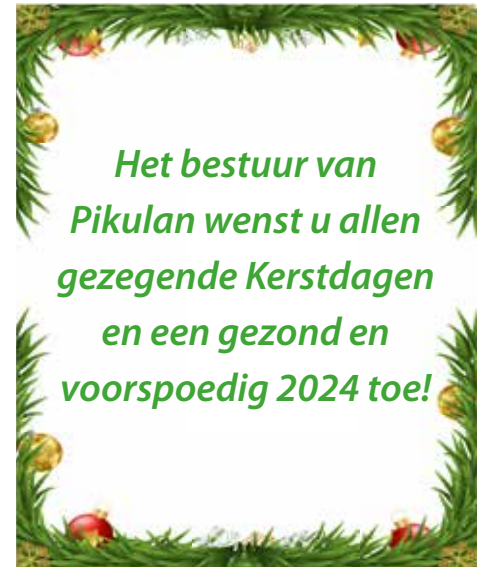 Het bestuur van
Pikulan wenst u allen
gezegende Kerstdagen
en een gezond en
voorspoedig 2024 toe!